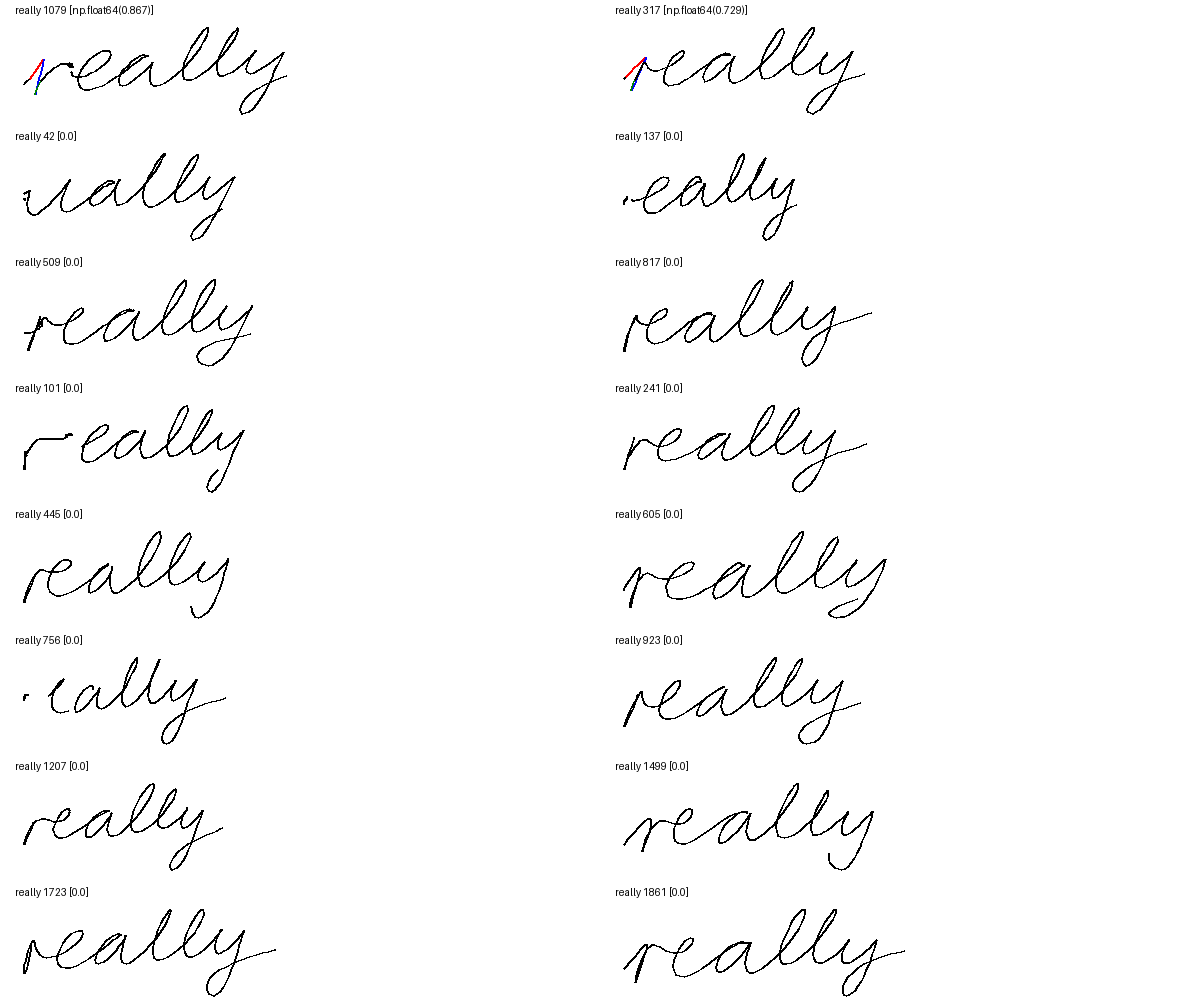 really 1079 [np.float64(0.867)] really 317 [np.float64(0.729)]
really really
really 42 [0.0] really 137 [0.0]
ually eally
really 509 [0.0] really 817 [0.0]
really really
really 101 [0.0] really 241 [0.0]
really really
really 445 [0.0] really 605 [0.0]
really really
really 756 [0.0] really 923 [0.0]
eally really
really 1207 [0.0] really 1499 [0.0]
really really
really 1723 [0.0] really 1861 [0.0]
really really